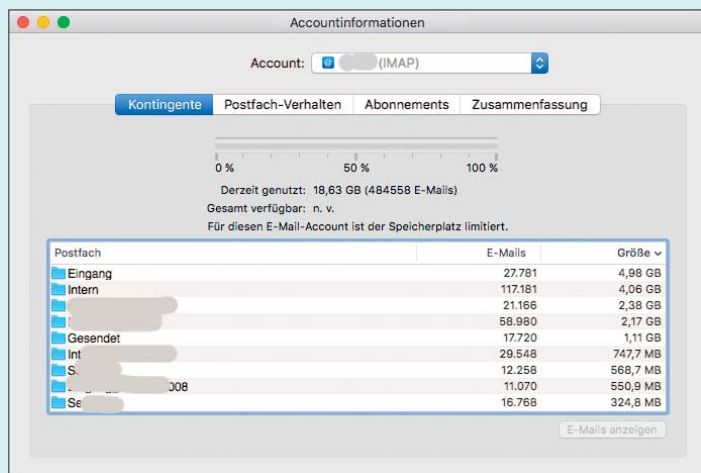 Accountinformationen
Account: (IMAP)
Kontingente Postfach-Verhalten Abonnements Zusammenfassung
0 % 50 % 100 %
Derzeit genutzt: 18,63 GB (484558 E-Mails)
Gesamt verfügbar: n. v.
Für diesen E-Mail-Account ist der Speicherplatz limitiert.
Postfach E-Mails Größe
Eingang 27.781 4,98 GB
Intern 117.181 4,06 GB
21.166 2,38 GB
58.980 2,17 GB
Gesendet 17.720 1,11 GB
29.548 747,7 MB
12.258 568,7 MB
11.070 550,9 MB
16.768 324,8 MB
E-Mails anzeigen